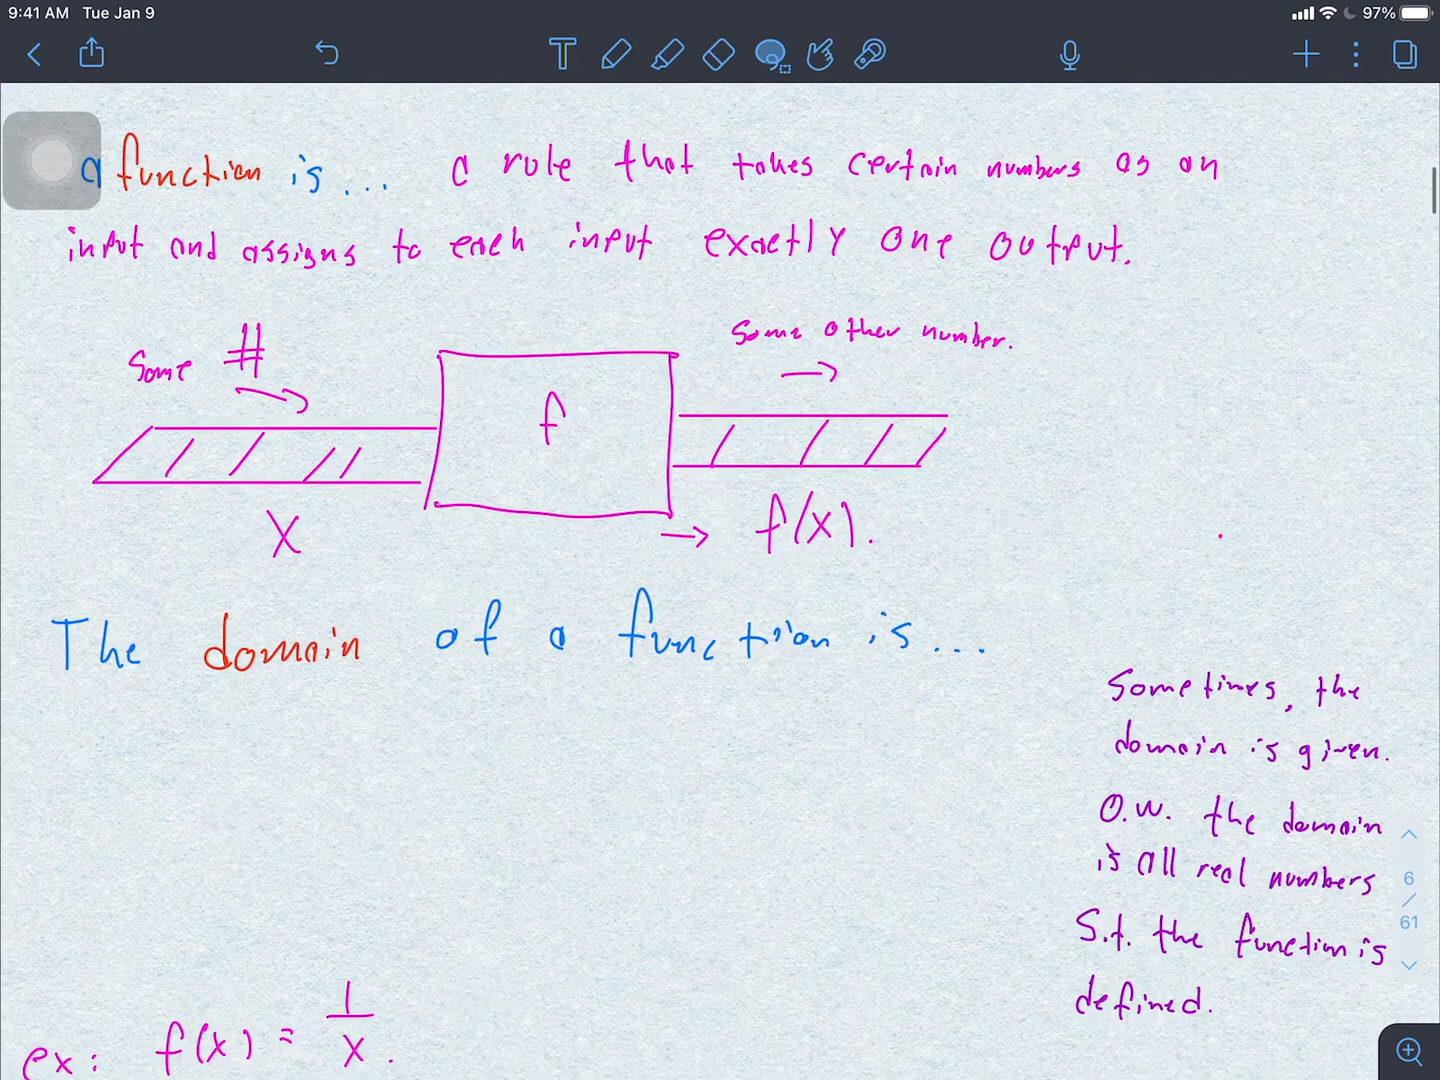 9:41 AM Tue Jan 9
97%
a function is... a rule that takes certain numbers as an
input and assigns to each input exactly one output.
Some #
Some other number.
f
x
→ f(x).
The domain of a function is...
Sometimes, the
domain is given.
O.W. the domain
is all real numbers
S.t. the function is
defined.
6
/
61
ex: f(x) = 1/x.